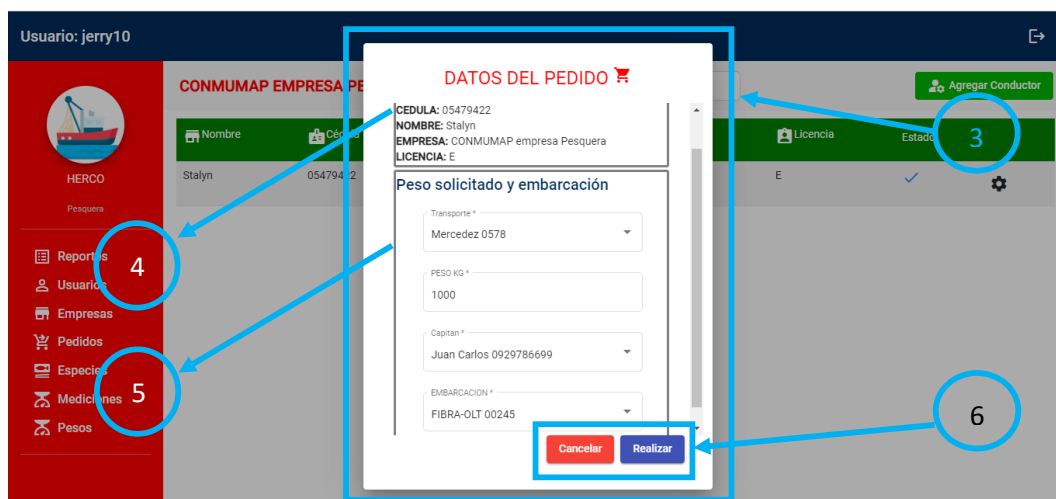 Usuario: jerry10
DATOS DEL PEDIDO
CONMUMAP EMPRESA PE
Agregar Conductor
CEDULA: 05479422
NOMBRE: Stalyn
EMPRESA: CONMUMAP empresa Pesquera
LICENCIA: E
3
Nombre
Licencia
Estado
Stalyn
E
HERCO
Pesquera
Peso solicitado y embarcación
Transporte *
Mercedez 0578
PESO KG *
1000
Capitan *
Juan Carlos 0929786699
EMBARCACION *
FIBRA-OLT 00245
Cancelar
Realizar
4
5
6
Reportes
Usuarios
Empresas
Pedidos
Especies
Mediciones
Pesos